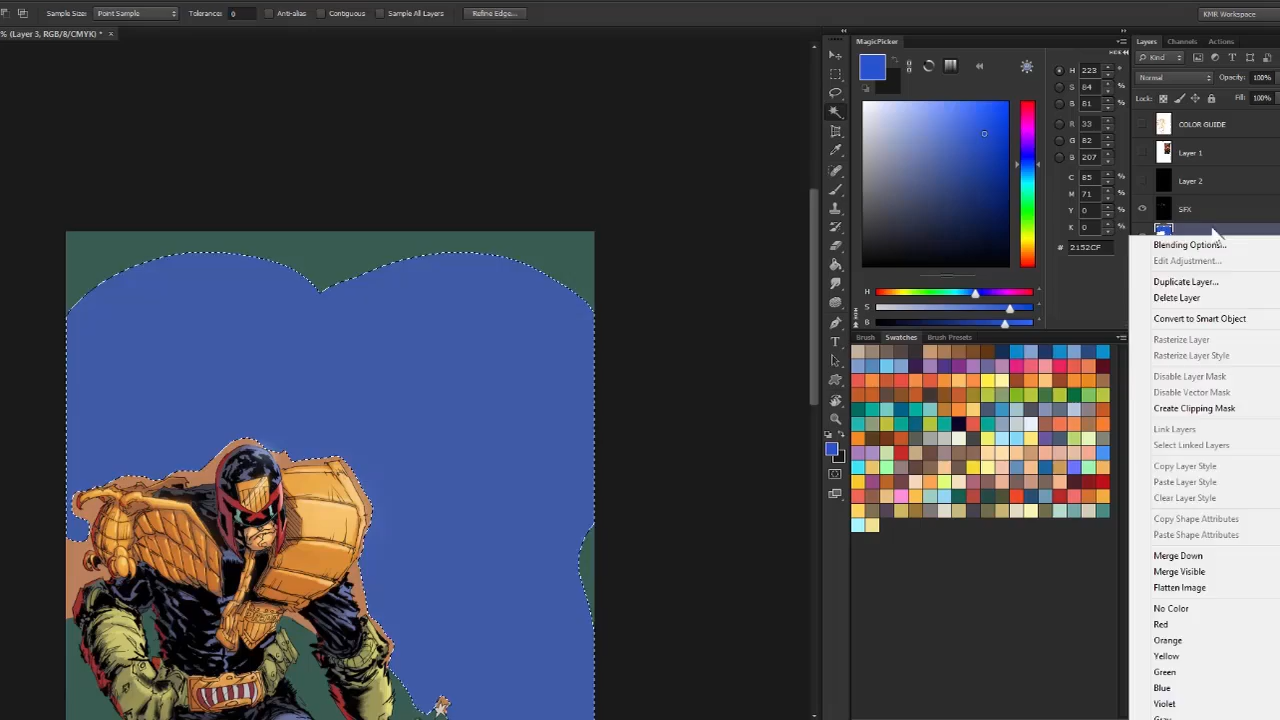 Sample Size: Point Sample Tolerance: 0 Anti-alias Contiguous Sample All Layers Refine Edge... KMR Workspace
% (Layer 3, RGB/8/CMYK) * ×
MagicPicker
Layers Channels Actions
Kind
Normal Opacity: 100%
Lock: Fill: 100%
H 223 °
S 84 %
B 81 %
R 33
G 82
B 207
C 85 %
M 71
Y 0
K 0
# 2152CF
H
S
B
COLOR GUIDE
Layer 1
Layer 2
SFX
Brush Swatches Brush Presets
Blending Options...
Edit Adjustment...
Duplicate Layer...
Delete Layer
Convert to Smart Object
Rasterize Layer
Rasterize Layer Style
Disable Layer Mask
Disable Vector Mask
Create Clipping Mask
Link Layers
Select Linked Layers
Copy Layer Style
Paste Layer Style
Clear Layer Style
Copy Shape Attributes
Paste Shape Attributes
Merge Down
Merge Visible
Flatten Image
No Color
Red
Orange
Yellow
Green
Blue
Violet
Gray